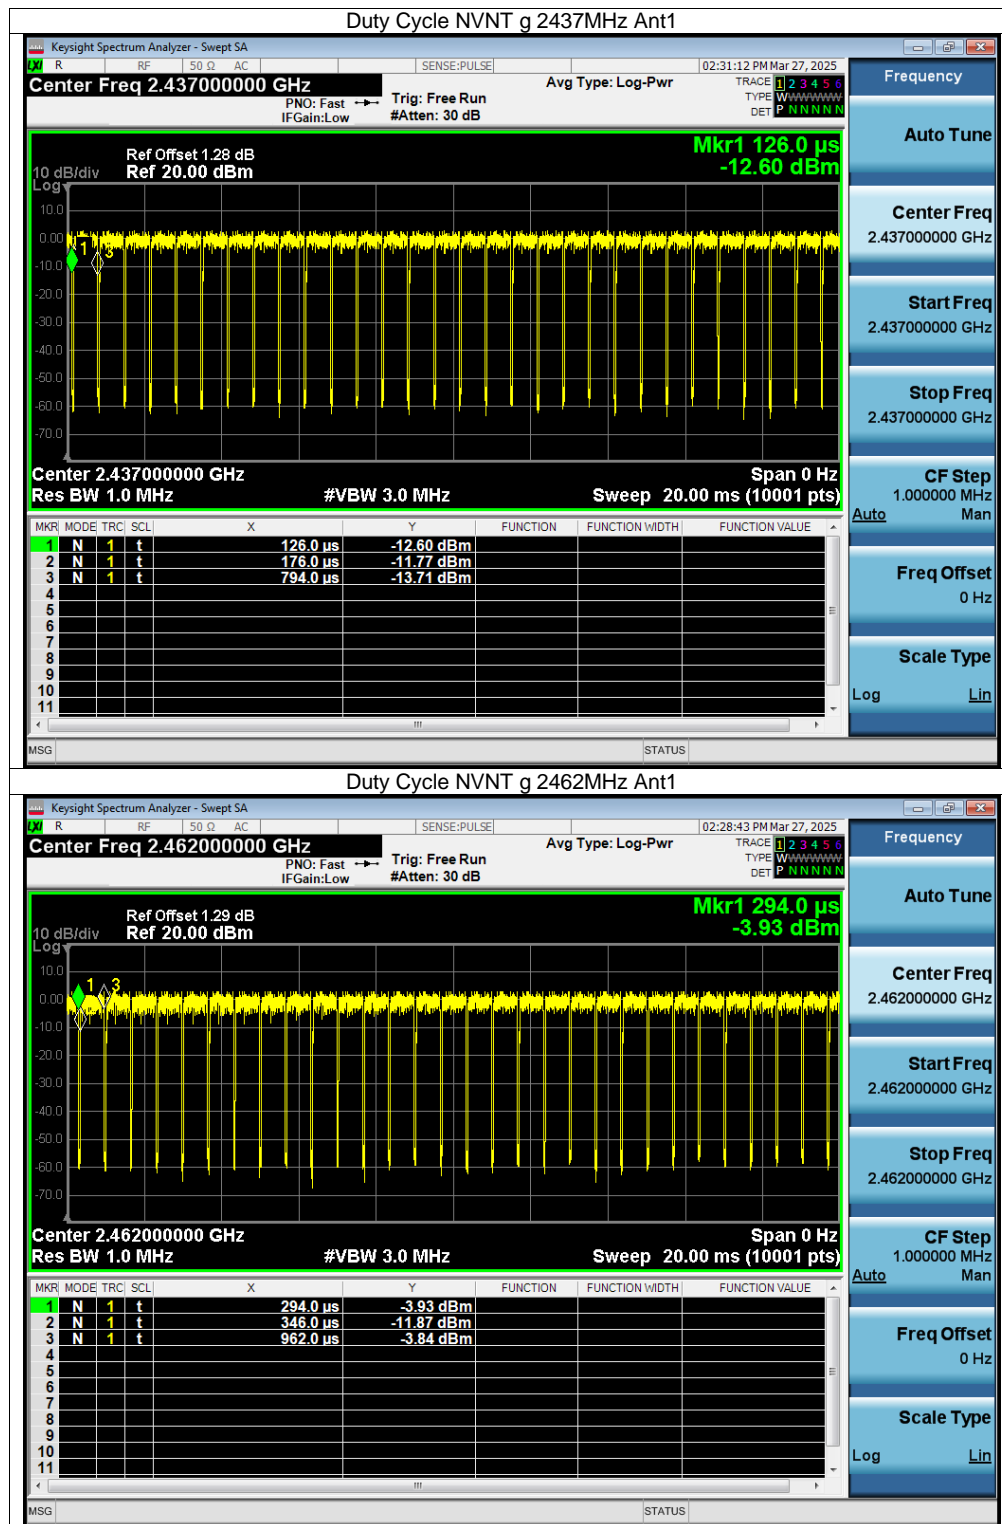 Duty Cycle NVNT g 2437MHz Ant1
Keysight Spectrum Analyzer - Swept SA
LXI R RF 50 Ω AC SENSE:PULSE 02:31:12 PM Mar 27, 2025
Center Freq 2.437000000 GHz Avg Type: Log-Pwr TRACE 1 2 3 4 5 6
PNO: Fast Trig: Free Run TYPE W
IFGain:Low #Atten: 30 dB DET P N N N N N
Mkr1 126.0 µs
-12.60 dBm
Ref Offset 1.28 dB
10 dB/div Ref 20.00 dBm
Log
10.0
0.00
-10.0
-20.0
-30.0
-40.0
-50.0
-60.0
-70.0
1 3
Center 2.437000000 GHz Span 0 Hz
Res BW 1.0 MHz #VBW 3.0 MHz Sweep 20.00 ms (10001 pts)
MKR MODE TRC SCL X Y FUNCTION FUNCTION WIDTH FUNCTION VALUE
1 N 1 t 126.0 µs -12.60 dBm
2 N 1 t 176.0 µs -11.77 dBm
3 N 1 t 794.0 µs -13.71 dBm
4
5
6
7
8
9
10
11
MSG STATUS
Frequency
Auto Tune
Center Freq
2.437000000 GHz
Start Freq
2.437000000 GHz
Stop Freq
2.437000000 GHz
CF Step
1.000000 MHz
Auto Man
Freq Offset
0 Hz
Scale Type
Log Lin
Duty Cycle NVNT g 2462MHz Ant1
Keysight Spectrum Analyzer - Swept SA
LXI R RF 50 Ω AC SENSE:PULSE 02:28:43 PM Mar 27, 2025
Center Freq 2.462000000 GHz Avg Type: Log-Pwr TRACE 1 2 3 4 5 6
PNO: Fast Trig: Free Run TYPE W
IFGain:Low #Atten: 30 dB DET P N N N N N
Mkr1 294.0 µs
-3.93 dBm
Ref Offset 1.29 dB
10 dB/div Ref 20.00 dBm
Log
10.0
0.00
-10.0
-20.0
-30.0
-40.0
-50.0
-60.0
-70.0
1 3
Center 2.462000000 GHz Span 0 Hz
Res BW 1.0 MHz #VBW 3.0 MHz Sweep 20.00 ms (10001 pts)
MKR MODE TRC SCL X Y FUNCTION FUNCTION WIDTH FUNCTION VALUE
1 N 1 t 294.0 µs -3.93 dBm
2 N 1 t 346.0 µs -11.87 dBm
3 N 1 t 962.0 µs -3.84 dBm
4
5
6
7
8
9
10
11
MSG STATUS
Frequency
Auto Tune
Center Freq
2.462000000 GHz
Start Freq
2.462000000 GHz
Stop Freq
2.462000000 GHz
CF Step
1.000000 MHz
Auto Man
Freq Offset
0 Hz
Scale Type
Log Lin